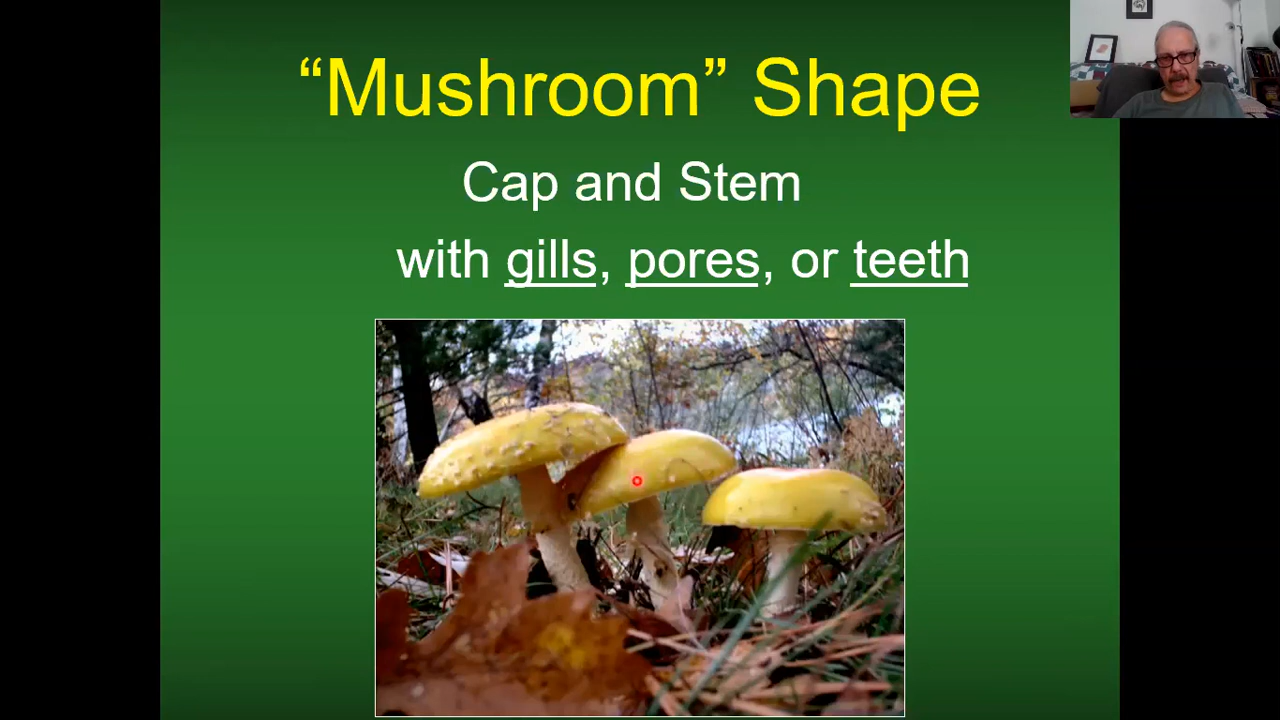 “Mushroom” Shape
Cap and Stem
with gills, pores, or teeth